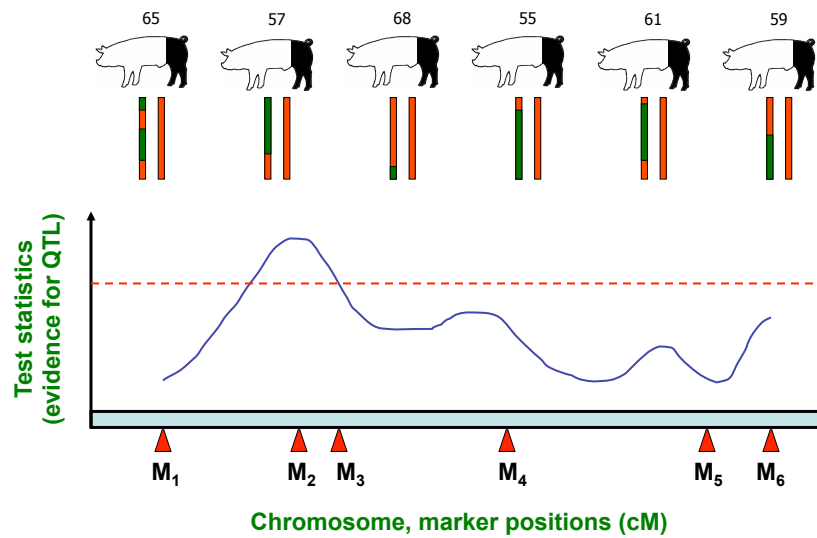 65 57 68 55 61 59
Test statistics
(evidence for QTL)
M1 M2 M3 M4 M5 M6
Chromosome, marker positions (cM)